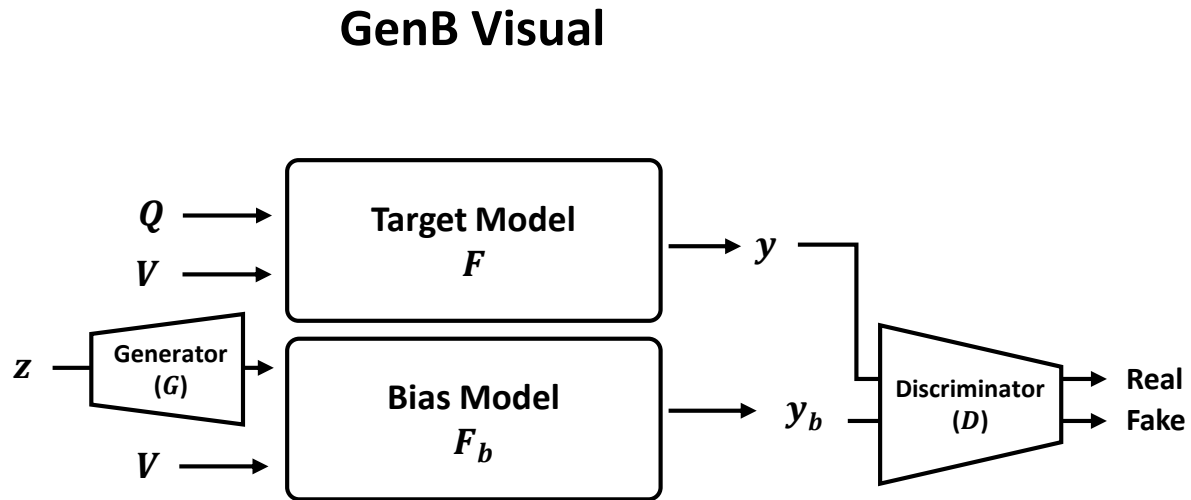 GenB Visual
Q
V
Target Model
F
y
z
Generator
(G)
V
Bias Model
F_b
y_b
Discriminator
(D)
Real
Fake